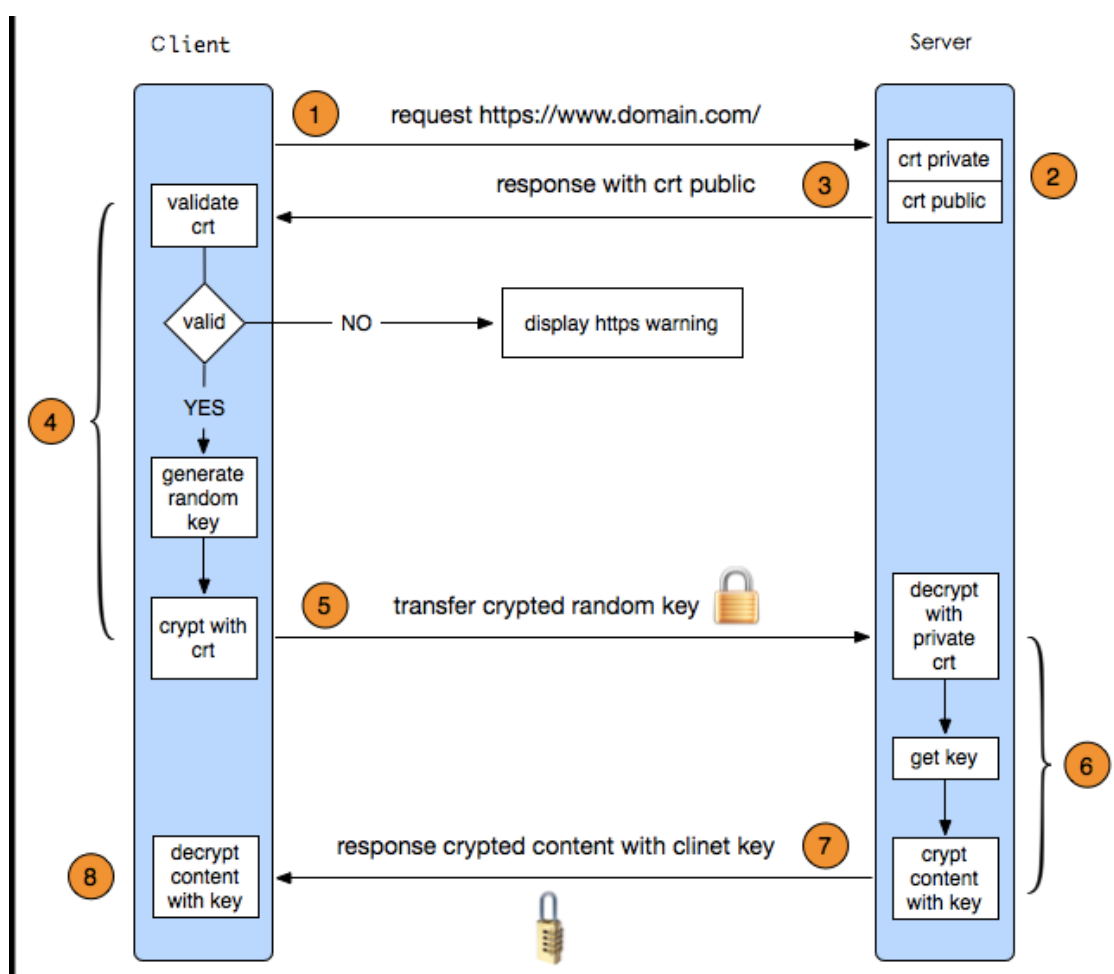 Client
Server
1
request https://www.domain.com/
crt private
2
response with crt public
3
crt public
validate
crt
valid
NO
display https warning
YES
4
generate
random
key
5
transfer crypted random key
crypt with
crt
decrypt
with
private
crt
get key
6
response crypted content with clinet key
7
8
decrypt
content
with key
crypt
content
with key